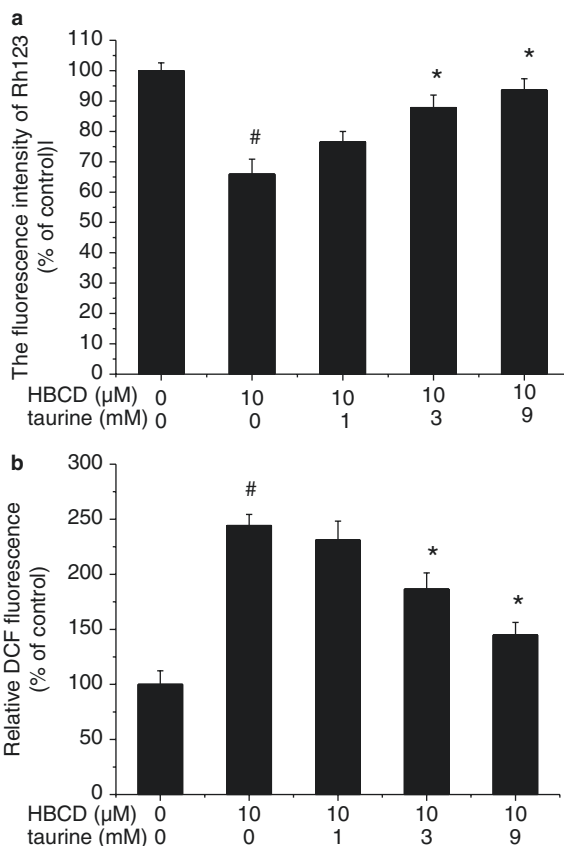 a
The fluorescence intensity of Rh123
(% of control)l
110
100
90
80
70
60
50
40
30
20
10
0
#
*
*
HBCD (µM) 0 10 10 10 10
taurine (mM) 0 0 1 3 9
b
Relative DCF fluorescence
(% of control)
300
250
200
150
100
50
0
#
*
*
HBCD (µM) 0 10 10 10 10
taurine (mM) 0 0 1 3 9